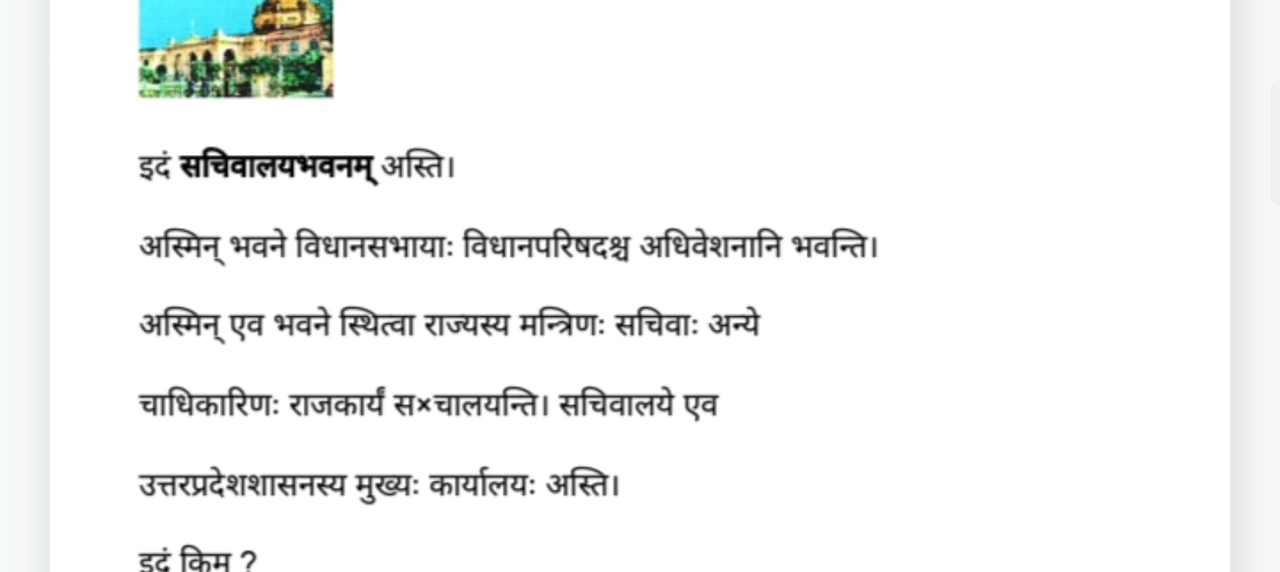 इदं सचिवालयभवनम् अस्ति।
अस्मिन् भवने विधानसभायाः विधानपरिषदश्च अधिवेशनानि भवन्ति।
अस्मिन् एव भवने स्थित्वा राज्यस्य मन्त्रिणः सचिवाः अन्ये
चाधिकारिणः राजकार्यं स×चालयन्ति। सचिवालये एव
उत्तरप्रदेशशासनस्य मुख्यः कार्यालयः अस्ति।
इदं किम ?